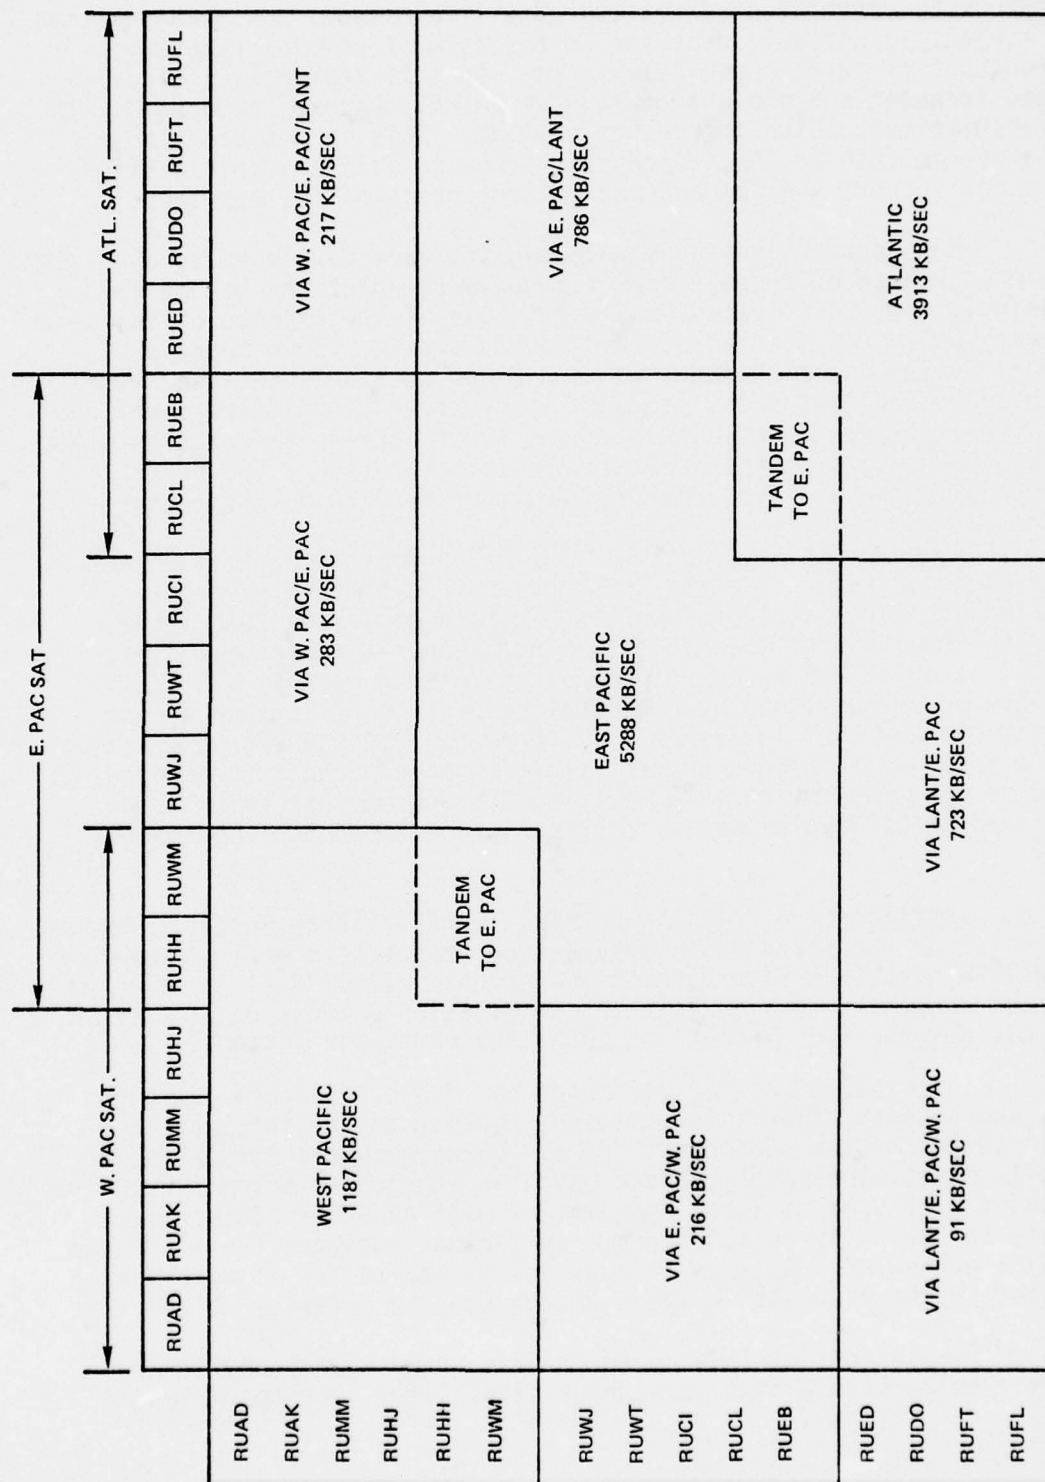 E. PAC SAT
W. PAC SAT.
ATL. SAT.
RUAD RUAK RUMM RUHJ RUHH RUWM RUWJ RUWT RUCI RUCL RUEB RUED RUDO RUFT RUFL
RUAD
RUAK
RUMM
RUHJ
RUHH
RUWM
RUWJ
RUWT
RUCI
RUCL
RUEB
RUED
RUDO
RUFT
RUFL
WEST PACIFIC
1187 KB/SEC
VIA W. PAC/E. PAC
283 KB/SEC
VIA W. PAC/E. PAC/LANT
217 KB/SEC
TANDEM
TO E. PAC
VIA E. PAC/W. PAC
216 KB/SEC
EAST PACIFIC
5288 KB/SEC
VIA E. PAC/LANT
786 KB/SEC
TANDEM
TO E. PAC
VIA LANT/E. PAC/W. PAC
91 KB/SEC
VIA LANT/E. PAC
723 KB/SEC
ATLANTIC
3913 KB/SEC